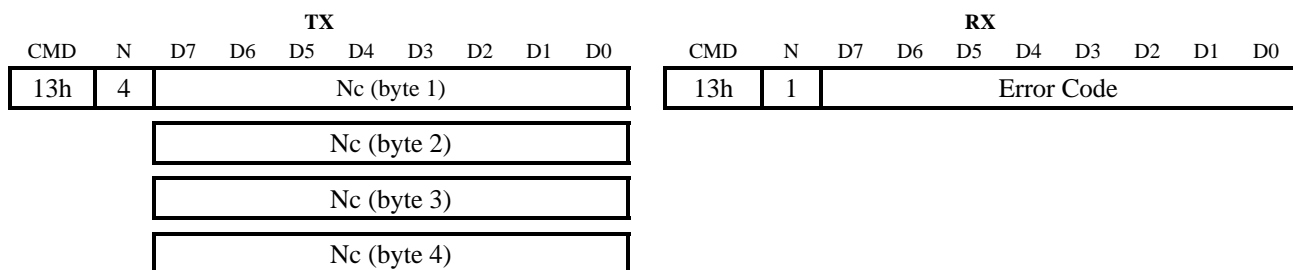 TX RX
CMD N D7 D6 D5 D4 D3 D2 D1 D0 CMD N D7 D6 D5 D4 D3 D2 D1 D0
13h 4 Nc (byte 1) 13h 1 Error Code
Nc (byte 2)
Nc (byte 3)
Nc (byte 4)